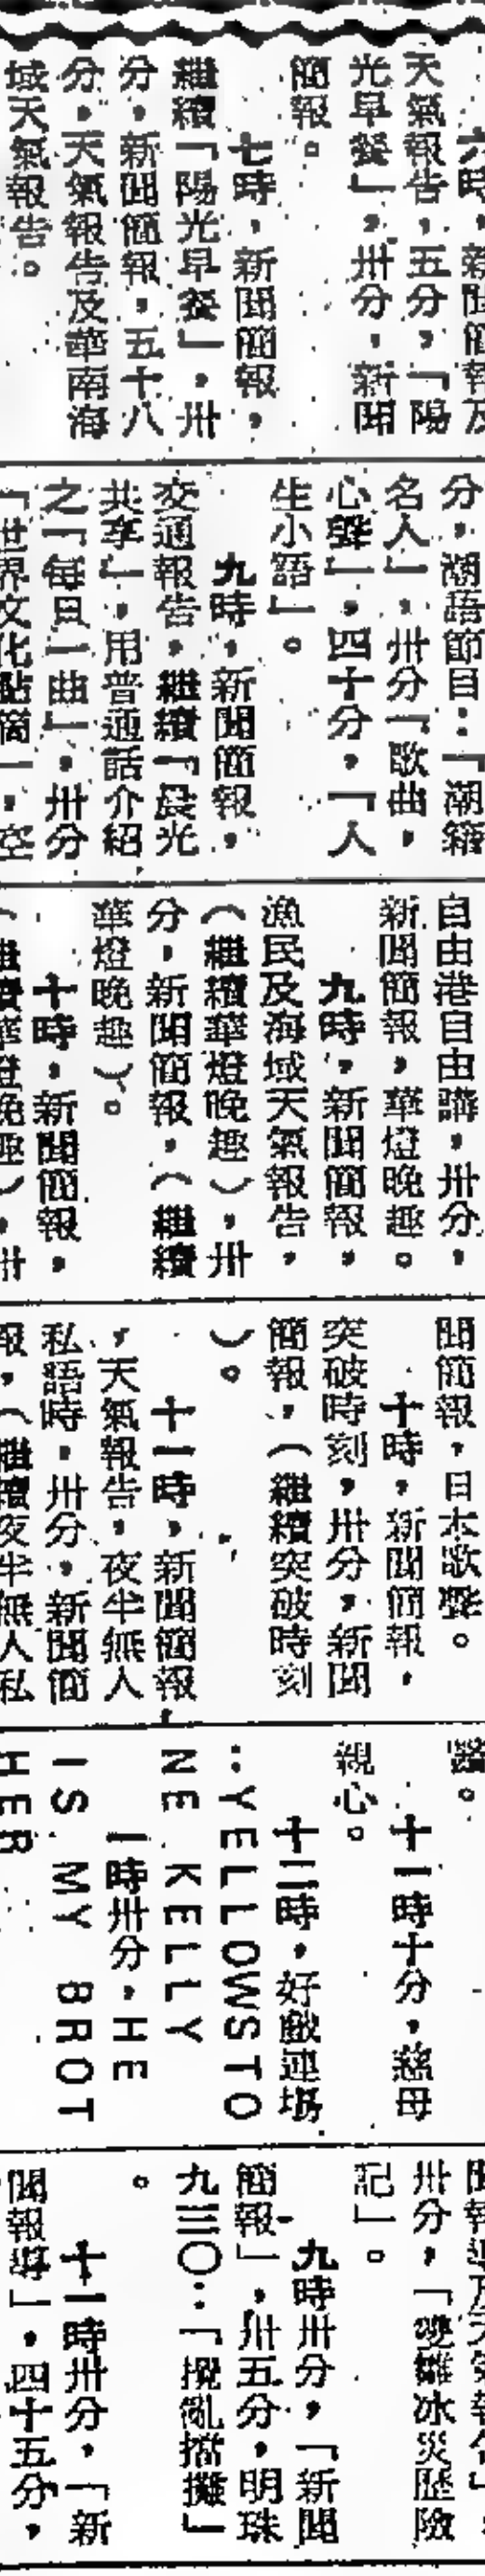 六時，新聞簡報及
天氣報告，五分，「陽
光早餐」，卅分，新聞
簡報。
七時，新聞簡報，
繼續「陽光早餐」，卅
分，新聞簡報，五十八
分，天氣報告及華南海
域天氣報告。
分，潮語節目：「潮籍
名人」，卅分「歌曲，
心聲」，四十分，「人
生小語」。
九時，新聞簡報，
交通報告，繼續「晨光
共享」，用普通話介紹
之「每日一曲」，卅分
「世界文化點滴」，空
自由港自由講，卅分，
新聞簡報，華燈晚趣。
九時，新聞簡報，
漁民及海域天氣報告，
（繼續華燈晚趣），卅
分，新聞簡報，（繼續
華燈晚趣）。
十時，新聞簡報，
（繼續華燈晚趣），卅
聞簡報，日本歌聲。
十時，新聞簡報，
突破時刻，卅分，新聞
簡報，（繼續突破時刻
）。
十一時，新聞簡報
，天氣報告，夜半無人
私語時，卅分，新聞簡
報，（繼續夜半無人私
。
十一時十分，慈母
親心。
十二時，好戲連場
：YELLOWSTO
NE KELLY
一時卅分，HE
IS MY BROT
HER
聞報導及天氣報告」，
卅分，「雙雛冰災歷險
記」。
九時卅分，「新聞
簡報」，卅五分，明珠
九三〇：「攪亂擋攤」
。
十一時卅分，「新
聞報導」，四十五分，